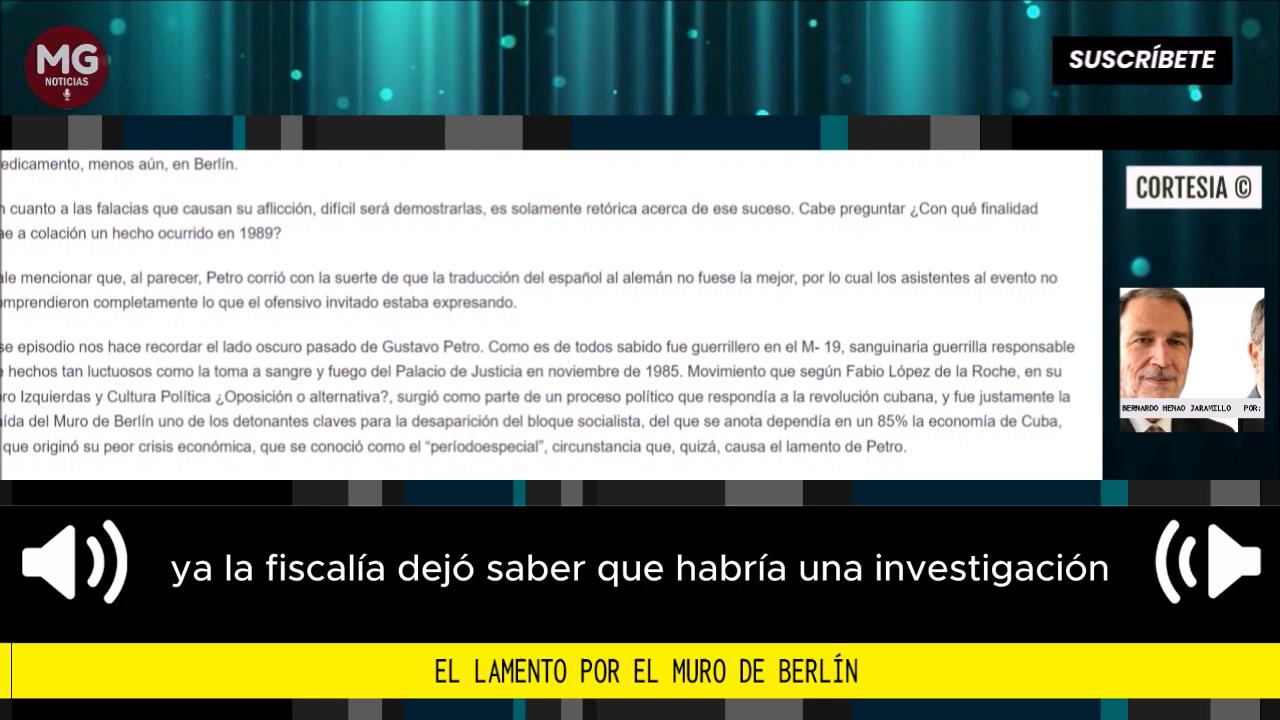 MG
NOTICIAS
SUSCRÍBETE
edicamento, menos aún, en Berlín.
n cuanto a las falacias que causan su aflicción, difícil será demostrarlas, es solamente retórica acerca de ese suceso. Cabe preguntar ¿Con qué finalidad
ae a colación un hecho ocurrido en 1989?
ale mencionar que, al parecer, Petro corrió con la suerte de que la traducción del español al alemán no fuese la mejor, por lo cual los asistentes al evento no
omprendieron completamente lo que el ofensivo invitado estaba expresando.
se episodio nos hace recordar el lado oscuro pasado de Gustavo Petro. Como es de todos sabido fue guerrillero en el M- 19, sanguinaria guerrilla responsable
e hechos tan luctuosos como la toma a sangre y fuego del Palacio de Justicia en noviembre de 1985. Movimiento que según Fabio López de la Roche, en su
ro Izquierdas y Cultura Política ¿Oposición o alternativa?, surgió como parte de un proceso político que respondía a la revolución cubana, y fue justamente la
aída del Muro de Berlín uno de los detonantes claves para la desaparición del bloque socialista, del que se anota dependía en un 85% la economía de Cuba,
que originó su peor crisis económica, que se conoció como el “períodoespecial”, circunstancia que, quizá, causa el lamento de Petro.
CORTESIA ©
BERNARDO HENAO JARAMILLO POR:
ya la fiscalía dejó saber que habría una investigación
EL LAMENTO POR EL MURO DE BERLÍN